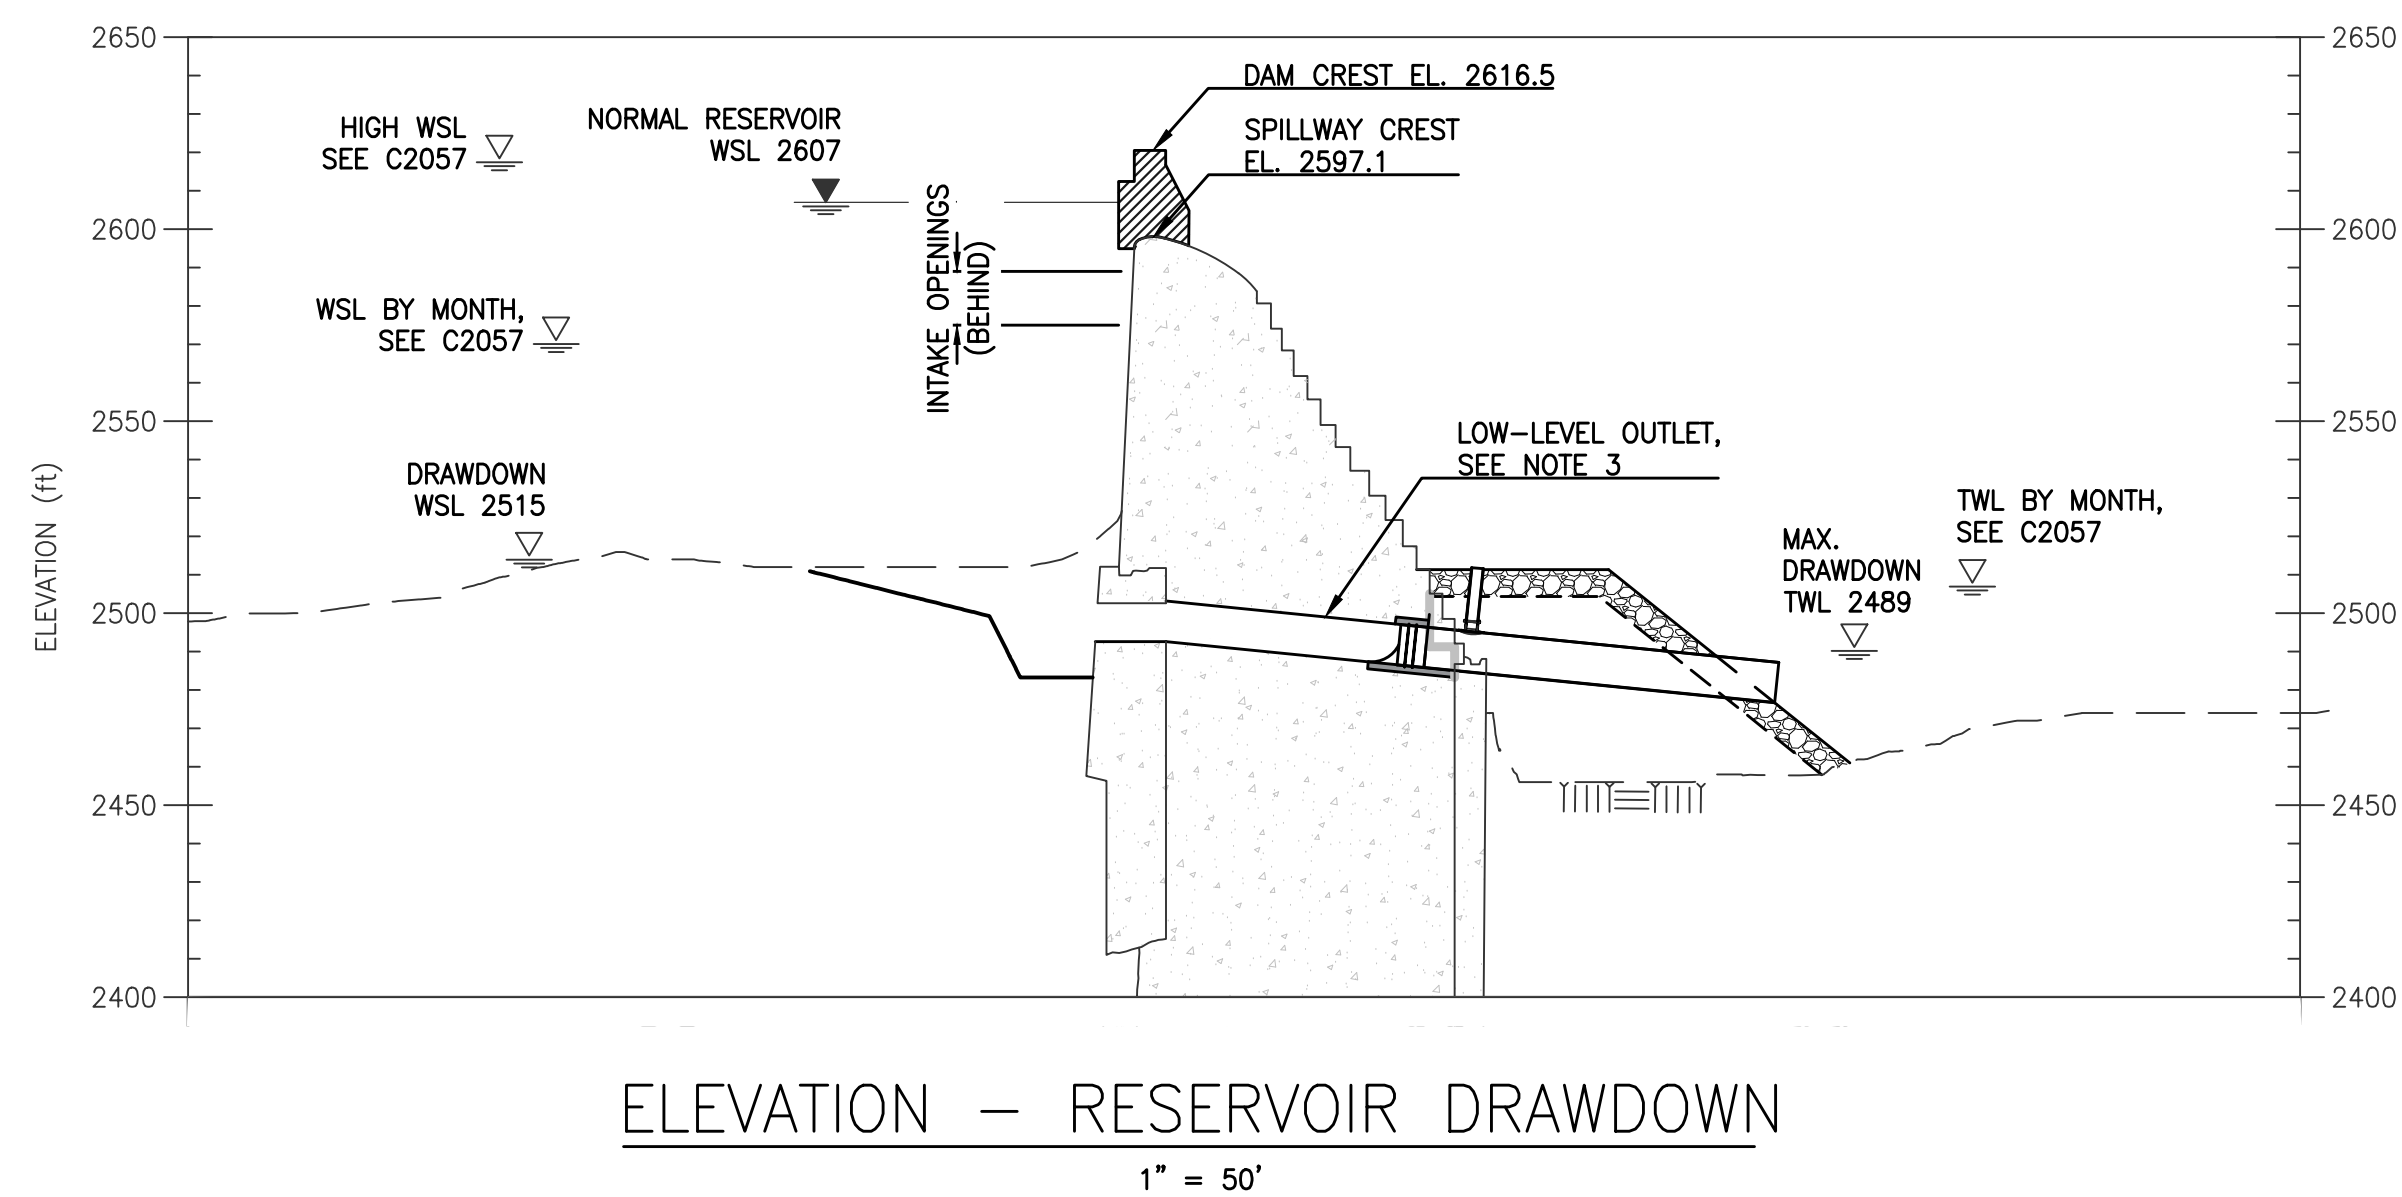 2650
2650
DAM CREST EL. 2616.5
HIGH WSL
SEE C2057
NORMAL RESERVOIR
WSL 2607
SPILLWAY CREST
EL. 2597.1
2600
2600
INTAKE OPENINGS
(BEHIND)
WSL BY MONTH,
SEE C2057
2550
2550
LOW-LEVEL OUTLET,
SEE NOTE 3
ELEVATION (ft)
DRAWDOWN
WSL 2515
TWL BY MONTH,
SEE C2057
MAX.
DRAWDOWN
TWL 2489
2500
2500
2450
2450
2400
2400
ELEVATION - RESERVOIR DRAWDOWN
1" = 50'